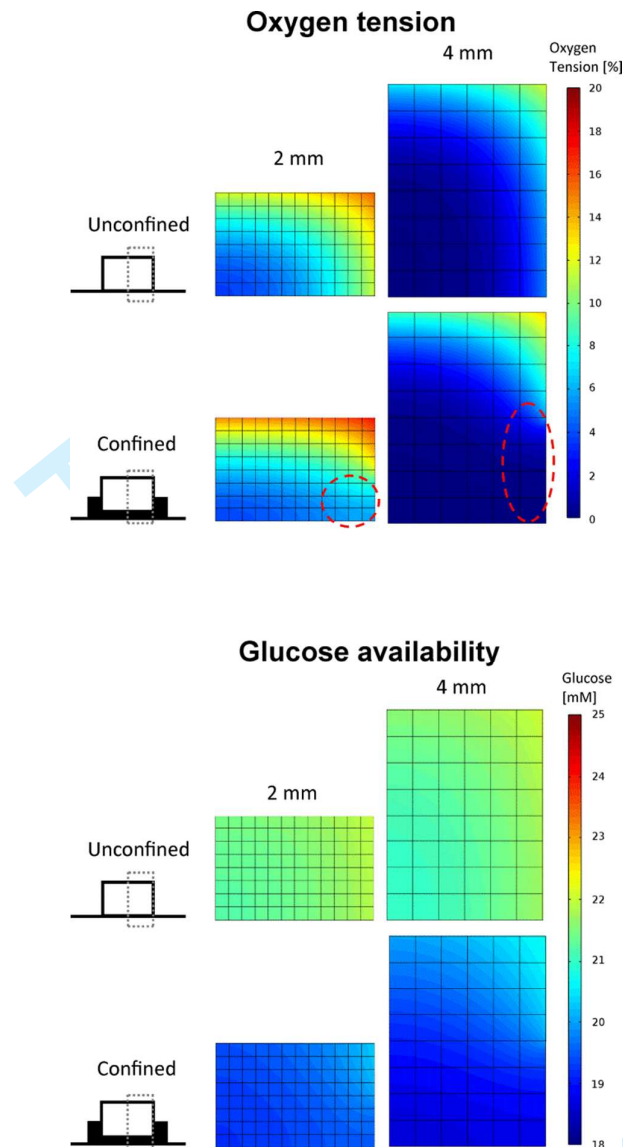 Oxygen tension
4 mm
Oxygen
Tension [%]
20
18
16
14
12
10
8
6
4
2
0
2 mm
Unconfined
Confined
Glucose availability
4 mm
Glucose
[mM]
25
24
23
22
21
20
19
18
2 mm
Unconfined
Confined